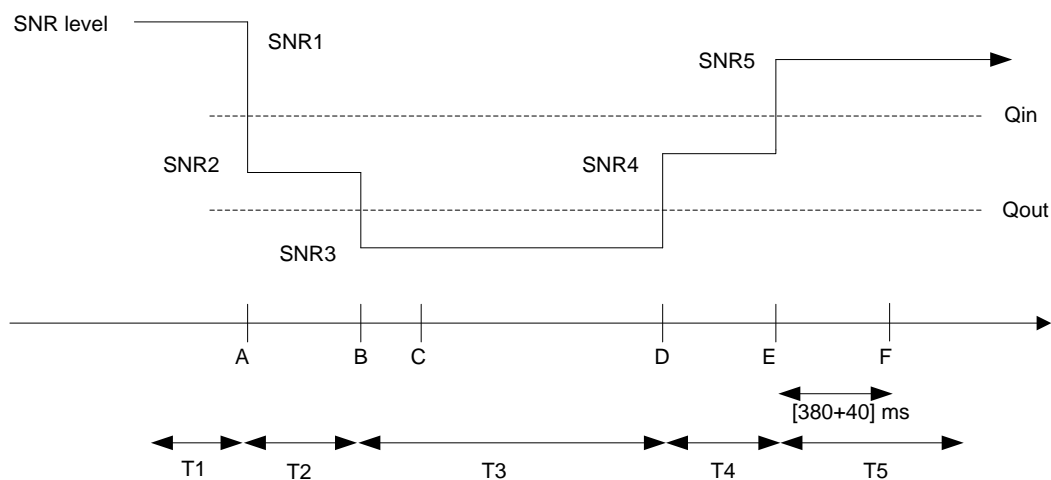 SNR level
SNR1
SNR5
Qin
SNR2
SNR4
Qout
SNR3
A B C D E F
[380+40] ms
T1 T2 T3 T4 T5